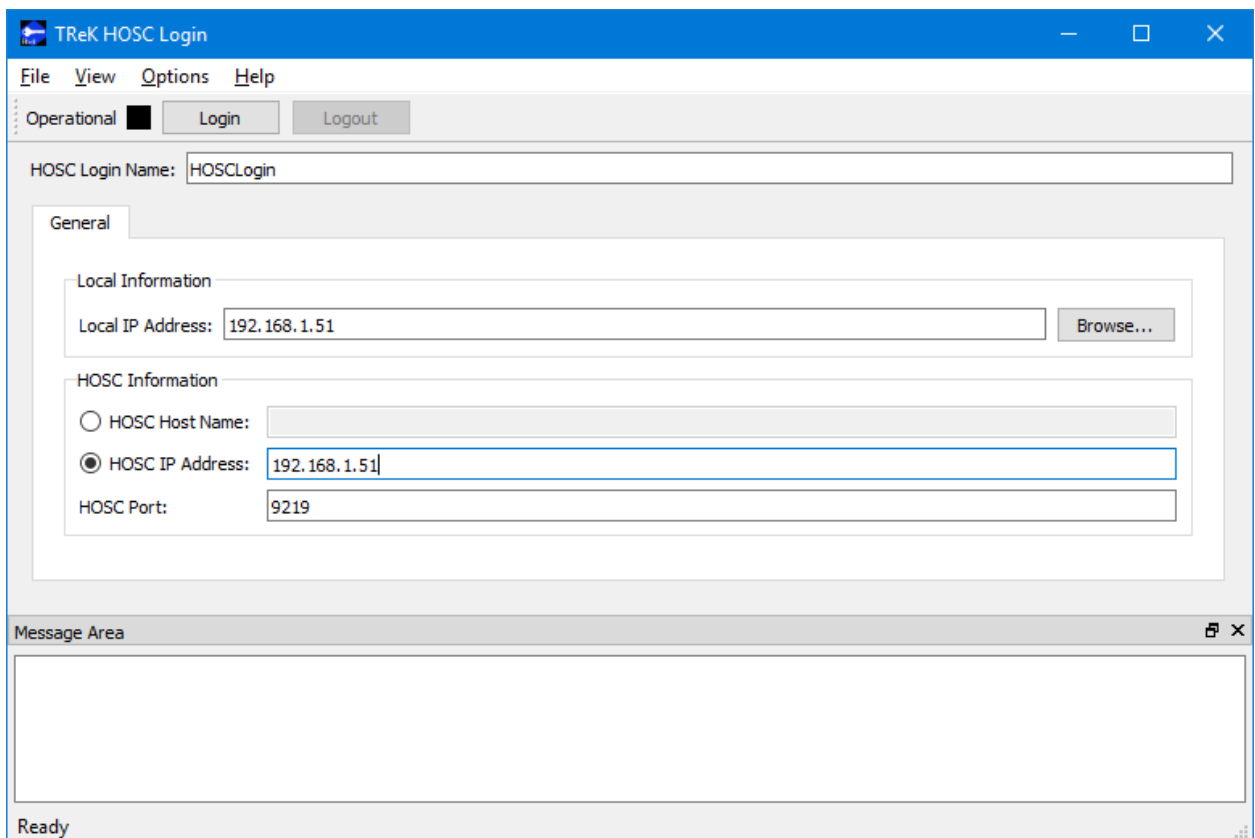 TReK HOSC Login
File View Options Help
Operational Login Logout
HOSC Login Name: HOSCLogin
General
Local Information
Local IP Address: 192.168.1.51 Browse...
HOSC Information
HOSC Host Name:
HOSC IP Address: 192.168.1.51
HOSC Port: 9219
Message Area
Ready